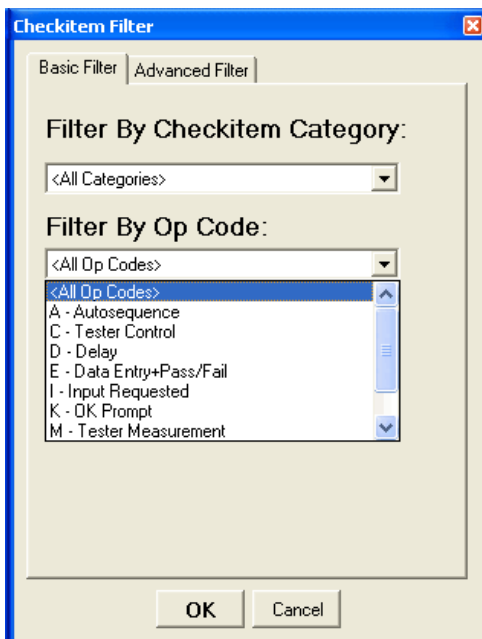 Checkitem Filter
Basic Filter
Advanced Filter
Filter By Checkitem Category:
<All Categories>
Filter By Op Code:
<All Op Codes>
<All Op Codes>
A - Autosequence
C - Tester Control
D - Delay
E - Data Entry+Pass/Fail
I - Input Requested
K - OK Prompt
M - Tester Measurement
OK
Cancel